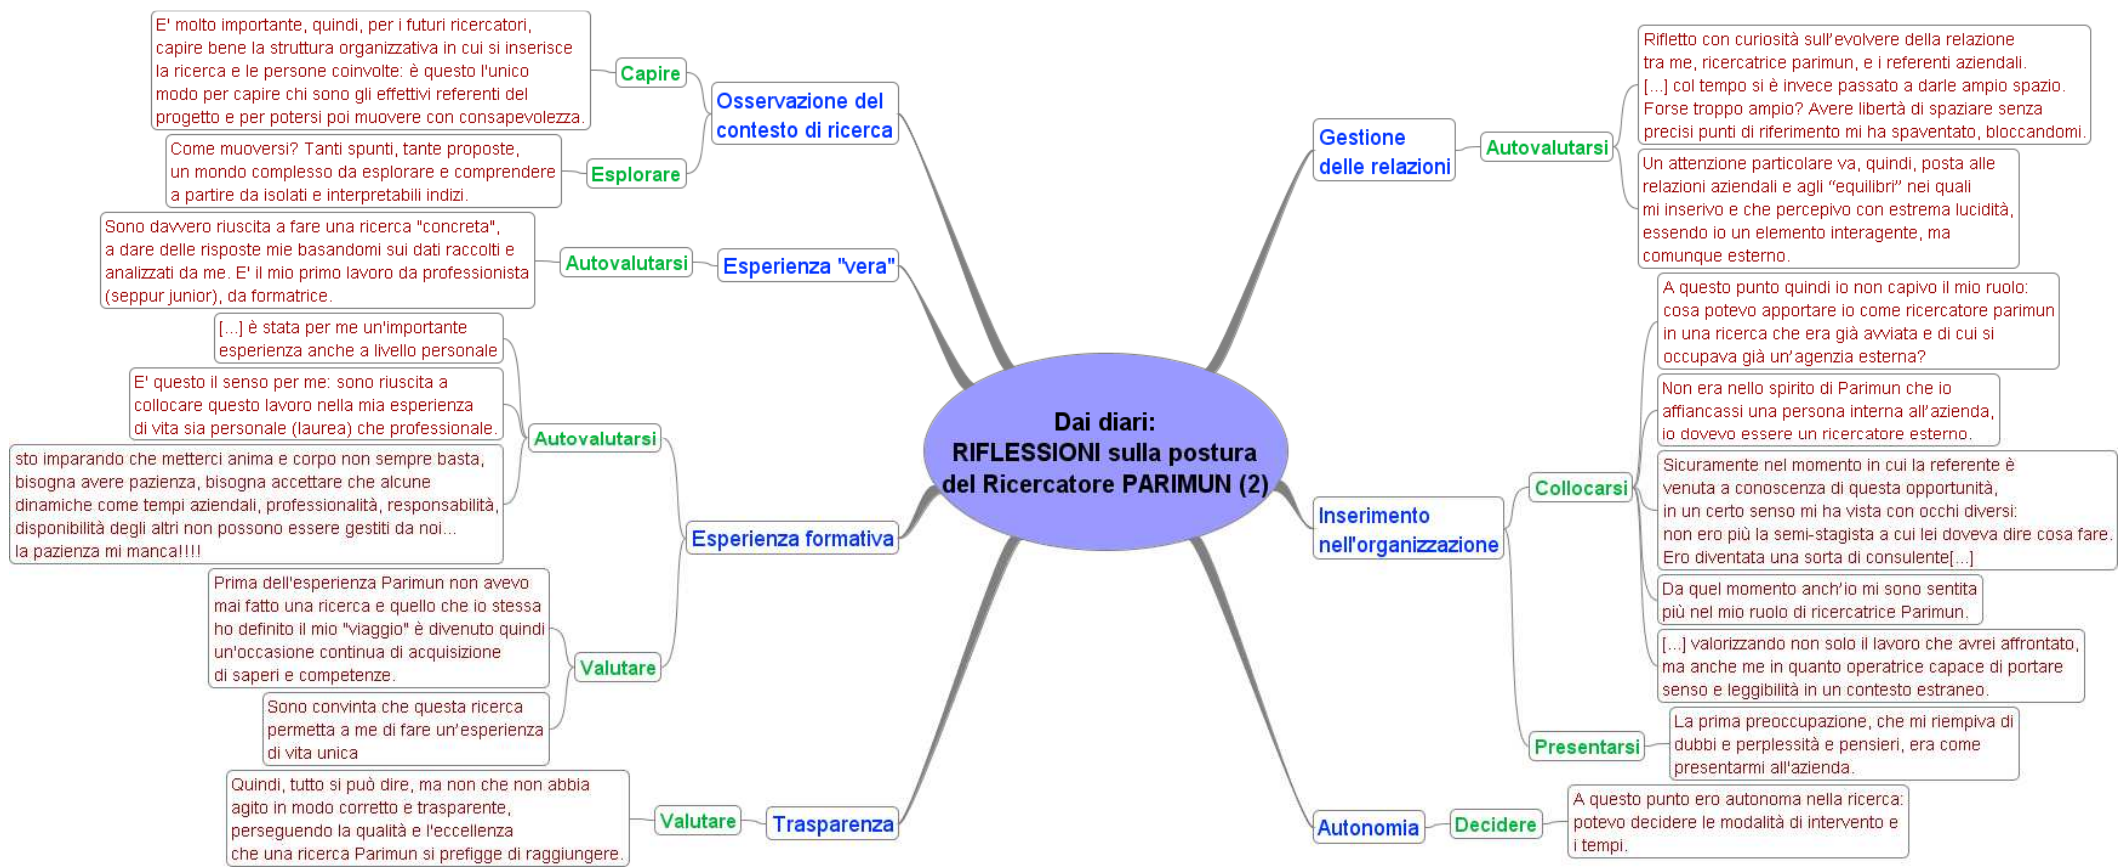 Dai diari:
RIFLESSIONI sulla postura
del Ricercatore PARIMUN (2)
Osservazione del
contesto di ricerca
Capire
E' molto importante, quindi, per i futuri ricercatori,
capire bene la struttura organizzativa in cui si inserisce
la ricerca e le persone coinvolte: è questo l'unico
modo per capire chi sono gli effettivi referenti del
progetto e per potersi poi muovere con consapevolezza.
Esplorare
Come muoversi? Tanti spunti, tante proposte,
un mondo complesso da esplorare e comprendere
a partire da isolati e interpretabili indizi.
Esperienza "vera"
Autovalutarsi
Sono davvero riuscita a fare una ricerca "concreta",
a dare delle risposte mie basandomi sui dati raccolti e
analizzati da me. E' il mio primo lavoro da professionista
(seppur junior), da formatrice.
Esperienza formativa
Autovalutarsi
[...] è stata per me un'importante
esperienza anche a livello personale
E' questo il senso per me: sono riuscita a
collocare questo lavoro nella mia esperienza
di vita sia personale (laurea) che professionale.
sto imparando che metterci anima e corpo non sempre basta,
bisogna avere pazienza, bisogna accettare che alcune
dinamiche come tempi aziendali, professionalità, responsabilità,
disponibilità degli altri non possono essere gestiti da noi...
la pazienza mi manca!!!!
Valutare
Prima dell'esperienza Parimun non avevo
mai fatto una ricerca e quello che io stessa
ho definito il mio "viaggio" è divenuto quindi
un'occasione continua di acquisizione
di saperi e competenze.
Sono convinta che questa ricerca
permetta a me di fare un'esperienza
di vita unica
Trasparenza
Valutare
Quindi, tutto si può dire, ma non che non abbia
agito in modo corretto e trasparente,
perseguendo la qualità e l'eccellenza
che una ricerca Parimun si prefigge di raggiungere.
Gestione
delle relazioni
Autovalutarsi
Rifletto con curiosità sull'evolvere della relazione
tra me, ricercatrice parimun, e i referenti aziendali.
[...] col tempo si è invece passato a darle ampio spazio.
Forse troppo ampio? Avere libertà di spaziare senza
precisi punti di riferimento mi ha spaventato, bloccandomi.
Un attenzione particolare va, quindi, posta alle
relazioni aziendali e agli “equilibri” nei quali
mi inserivo e che percepivo con estrema lucidità,
essendo io un elemento interagente, ma
comunque esterno.
Inserimento
nell'organizzazione
Collocarsi
A questo punto quindi io non capivo il mio ruolo:
cosa potevo apportare io come ricercatore parimun
in una ricerca che era già avviata e di cui si
occupava già un'agenzia esterna?
Non era nello spirito di Parimun che io
affiancassi una persona interna all'azienda,
io dovevo essere un ricercatore esterno.
Sicuramente nel momento in cui la referente è
venuta a conoscenza di questa opportunità,
in un certo senso mi ha vista con occhi diversi:
non ero più la semi-stagista a cui lei doveva dire cosa fare.
Ero diventata una sorta di consulente[...]
Da quel momento anch'io mi sono sentita
più nel mio ruolo di ricercatrice Parimun.
[...] valorizzando non solo il lavoro che avrei affrontato,
ma anche me in quanto operatrice capace di portare
senso e leggibilità in un contesto estraneo.
Presentarsi
La prima preoccupazione, che mi riempiva di
dubbi e perplessità e pensieri, era come
presentarmi all'azienda.
Autonomia
Decidere
A questo punto ero autonoma nella ricerca:
potevo decidere le modalità di intervento e
i tempi.